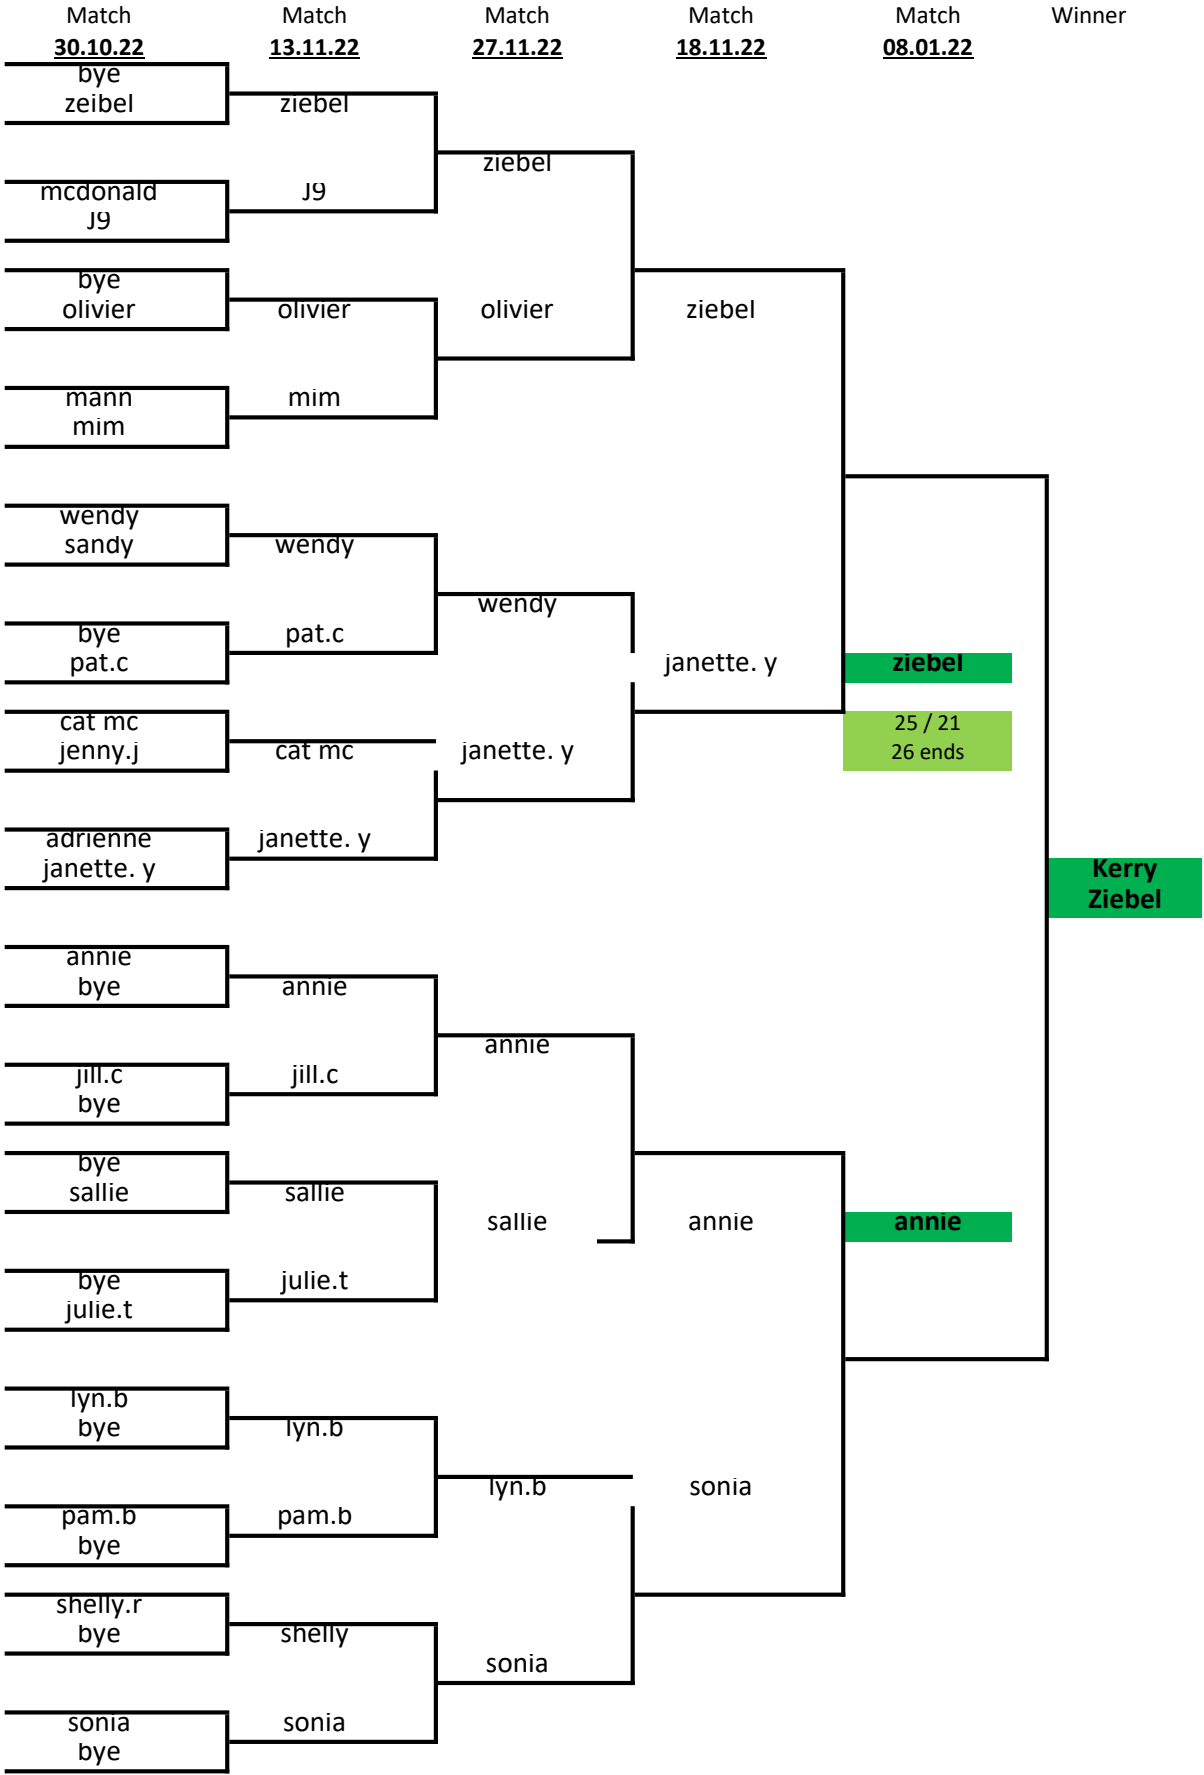 Match Match Match Match Match Winner
30.10.22 13.11.22 27.11.22 18.11.22 08.01.22
bye
zeibel ziebel
ziebel
mcdonald J9
J9
bye
olivier olivier olivier ziebel
mann mim
mim
wendy
sandy wendy
wendy
bye pat.c
pat.c janette. y ziebel
cat mc 25 / 21
jenny.j cat mc janette. y 26 ends
adrienne janette. y
janette. y Kerry
Ziebel
annie
bye annie
annie
jill.c jill.c
bye
bye
sallie sallie
sallie annie annie
bye julie.t
julie.t
lyn.b
bye lyn.b
lyn.b sonia
pam.b pam.b
bye
shelly.r
bye shelly
sonia
sonia sonia
bye